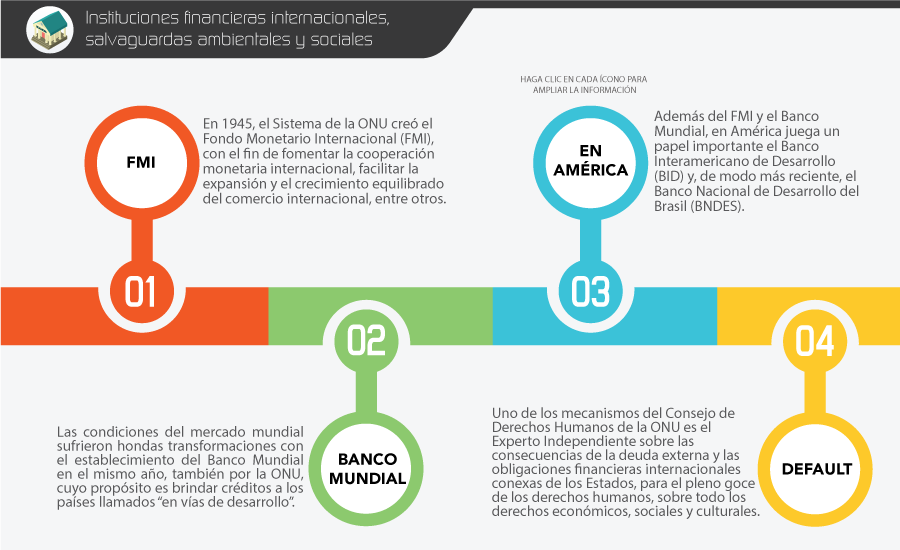 Instituciones financieras internacionales,
salvaguardas ambientales y sociales
FMI
En 1945, el Sistema de la ONU creó el
Fondo Monetario Internacional (FMI),
con el fin de fomentar la cooperación
monetaria internacional, facilitar la
expansión y el crecimiento equilibrado
del comercio internacional, entre otros.
HAGA CLIC EN CADA ÍCONO PARA
AMPLIAR LA INFORMACIÓN
EN
AMÉRICA
Además del FMI y el Banco
Mundial, en América juega un
papel importante el Banco
Interamericano de Desarrollo
(BID) y, de modo más reciente, el
Banco Nacional de Desarrollo del
Brasil (BNDES).
01
02
03
04
Las condiciones del mercado mundial
sufrieron hondas transformaciones con
el establecimiento del Banco Mundial
en el mismo año, también por la ONU,
cuyo propósito es brindar créditos a los
países llamados “en vías de desarrollo”.
BANCO
MUNDIAL
Uno de los mecanismos del Consejo de
Derechos Humanos de la ONU es el
Experto Independiente sobre las
consecuencias de la deuda externa y las
obligaciones financieras internacionales
conexas de los Estados, para el pleno goce
de los derechos humanos, sobre todo los
derechos económicos, sociales y culturales.
DEFAULT